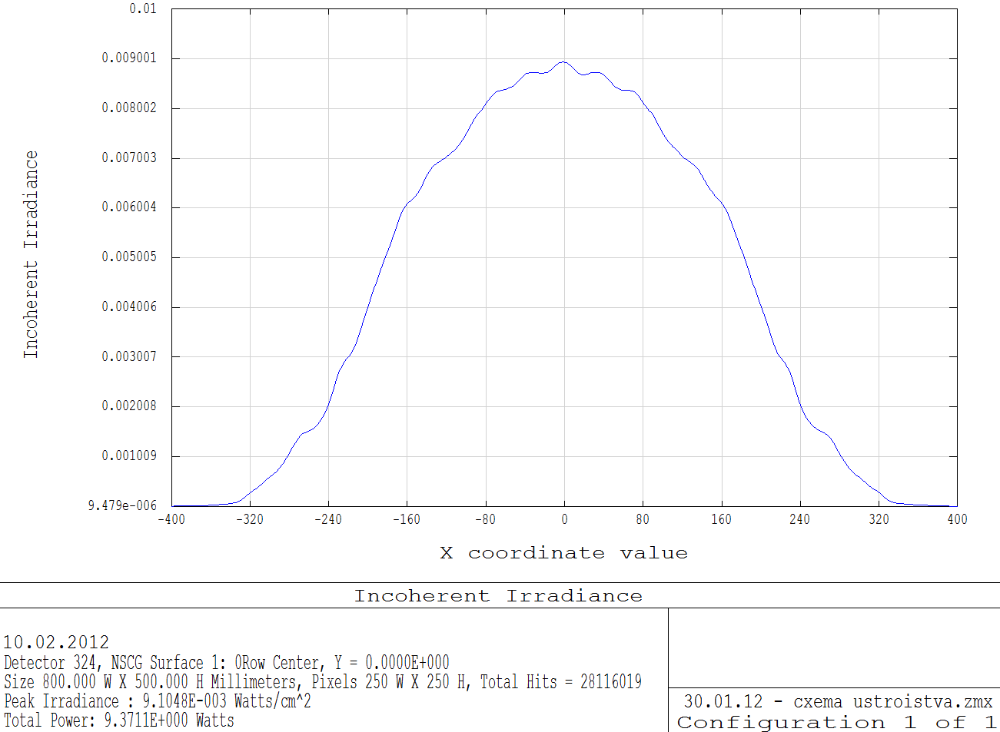 0.01
0.009001
0.008002
0.007003
0.006004
0.005005
0.004006
0.003007
0.002008
0.001009
9.479e-006
Incoherent Irradiance
-400 -320 -240 -160 -80 0 80 160 240 320 400
X coordinate value
Incoherent Irradiance
10.02.2012
Detector 324, NSCG Surface 1: 0Row Center, Y = 0.0000E+000
Size 800.000 W X 500.000 H Millimeters, Pixels 250 W X 250 H, Total Hits = 28116019
Peak Irradiance : 9.1048E-003 Watts/cm^2
Total Power: 9.3711E+000 Watts
30.01.12 - cxema ustroistva.zmx
Configuration 1 of 1